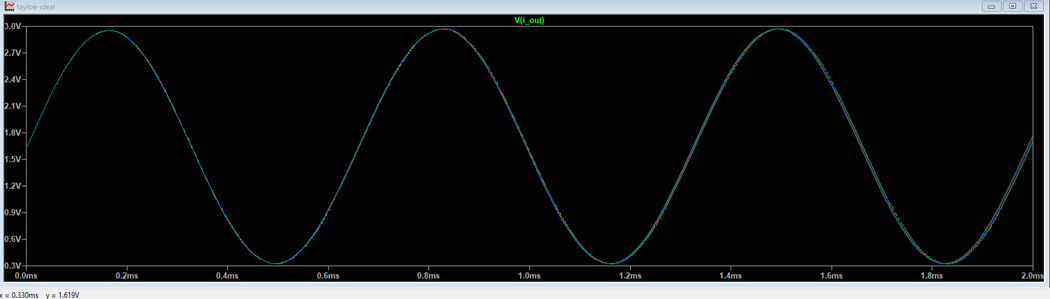 tayloe-ideal
V(i_out)
3.0V
2.7V
2.4V
2.1V
1.8V
1.5V
1.2V
0.9V
0.6V
0.3V
0.0ms 0.2ms 0.4ms 0.6ms 0.8ms 1.0ms 1.2ms 1.4ms 1.6ms 1.8ms 2.0ms
x = 0.330ms y = 1.619V